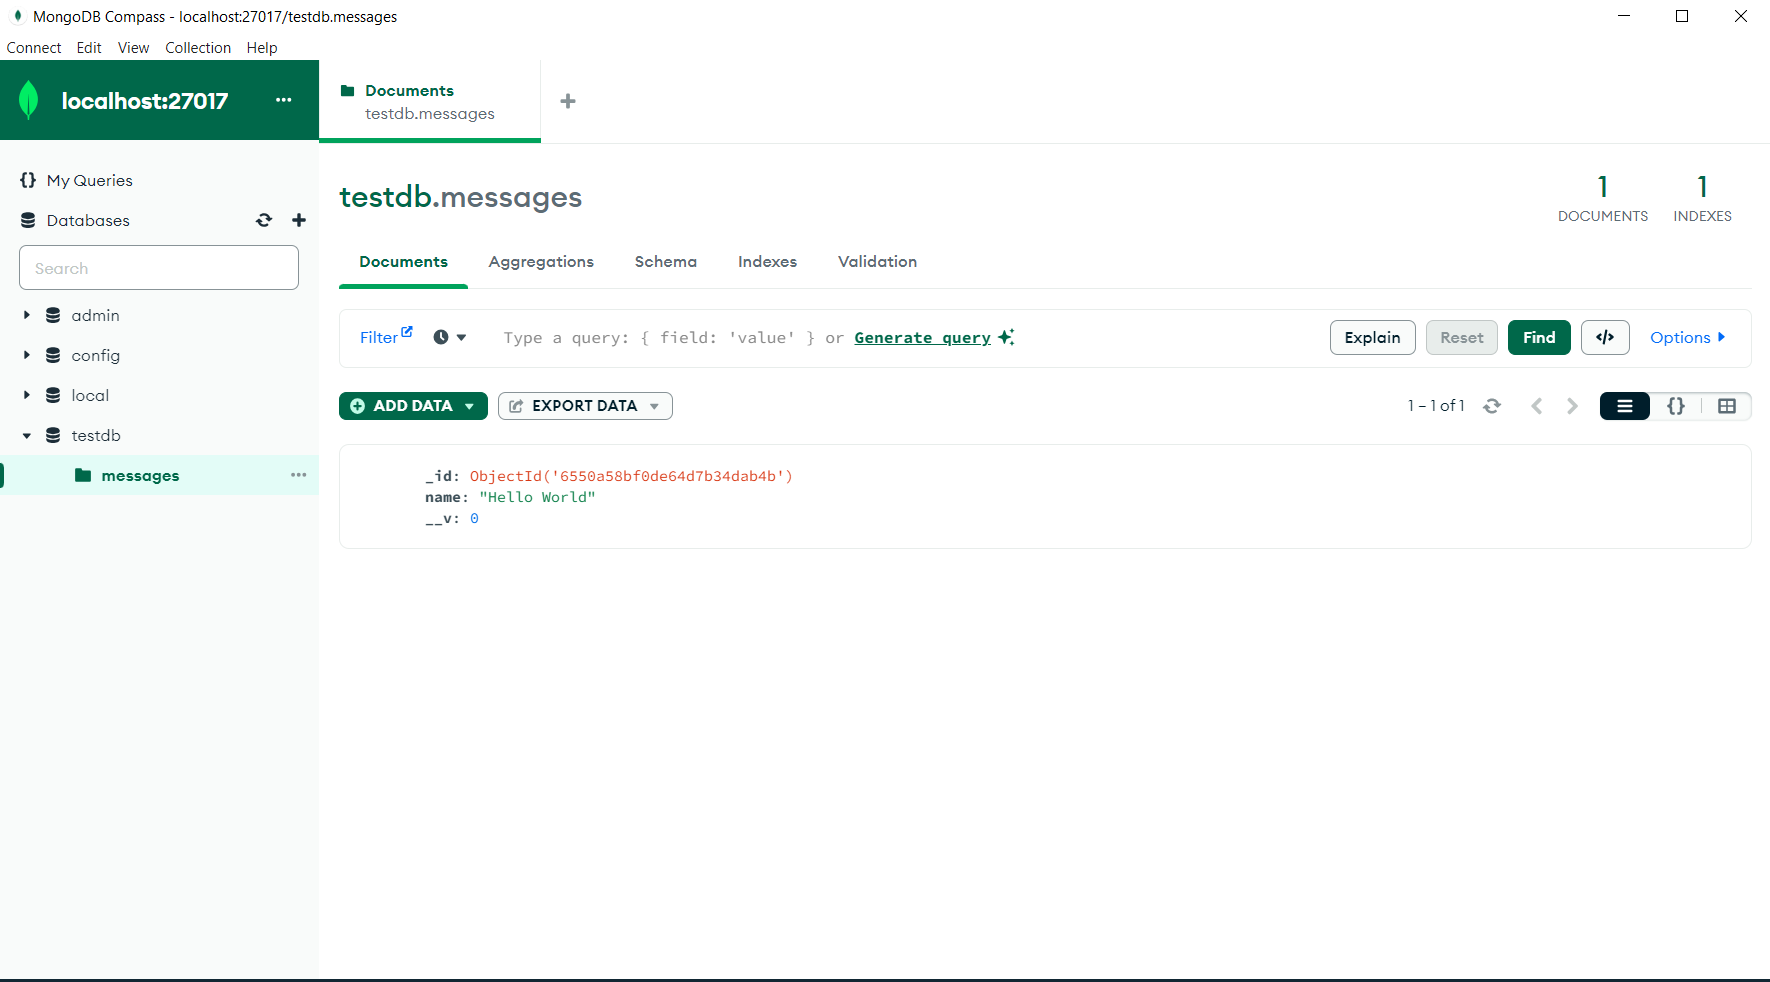 MongoDB Compass - localhost:27017/testdb.messages
Connect Edit View Collection Help
localhost:27017
Documents
testdb.messages
My Queries
Databases
Search
admin
config
local
testdb
messages
testdb.messages
1
DOCUMENTS
1
INDEXES
Documents Aggregations Schema Indexes Validation
Filter Type a query: { field: 'value' } or Generate query Explain Reset Find </> Options
ADD DATA EXPORT DATA 1 – 1 of 1 {}
_id: ObjectId('6550a58bf0de64d7b34dab4b')
name: "Hello World"
__v: 0